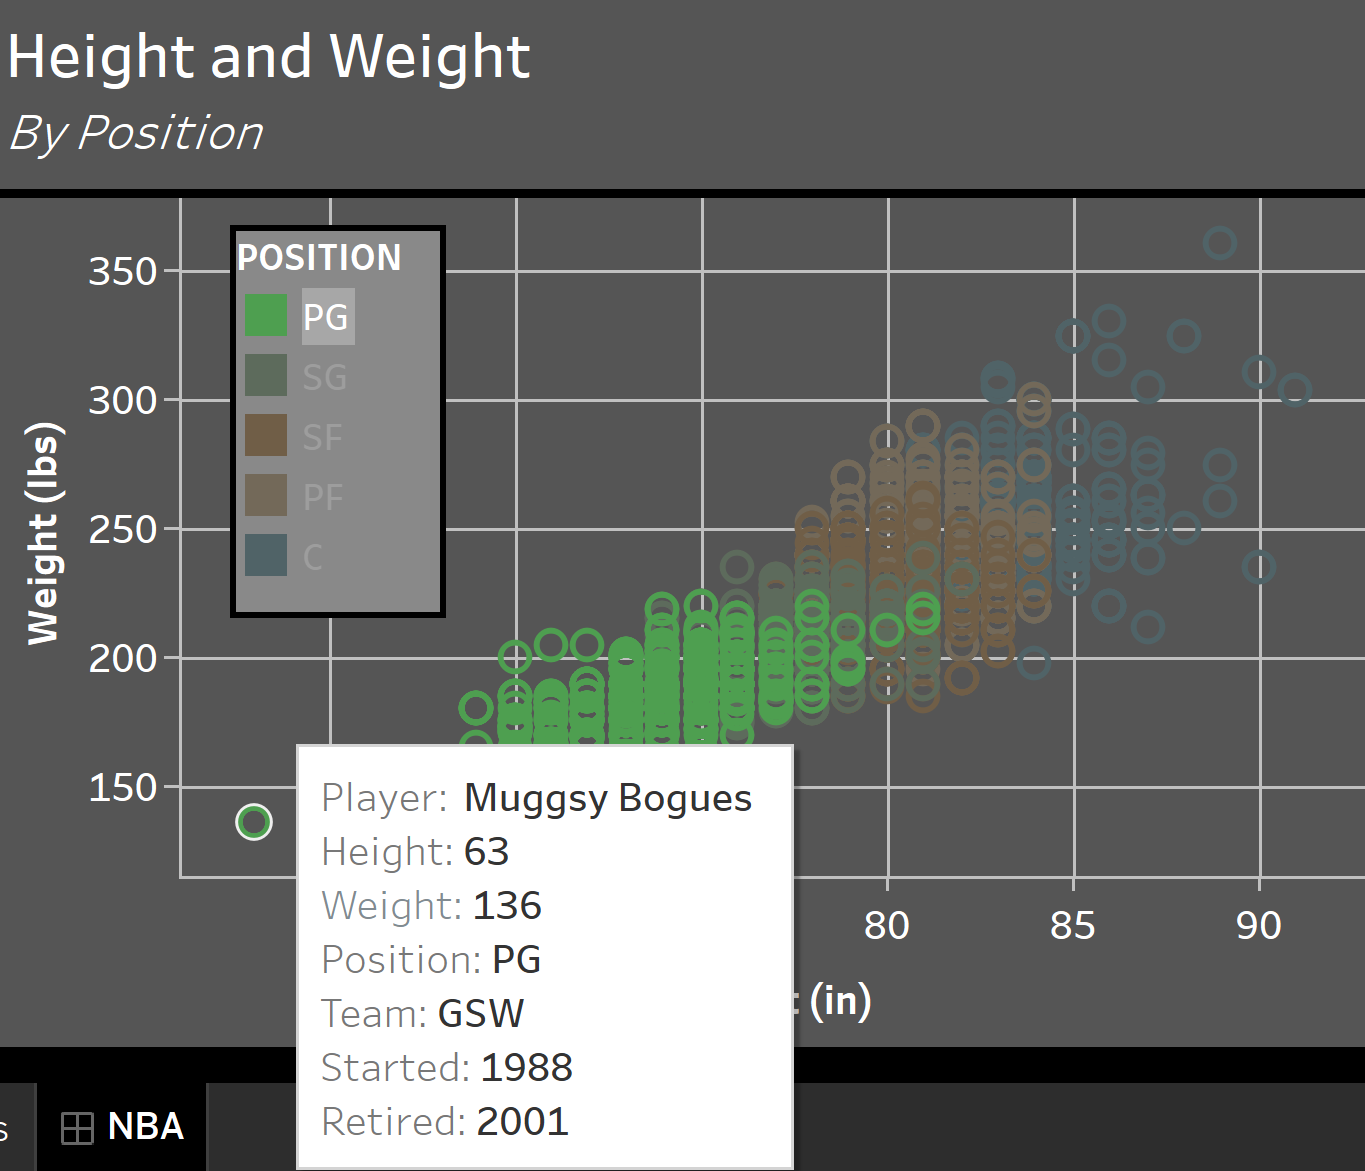 Height and Weight
By Position
POSITION
PG
SG
SF
PF
C
350
300
250
200
150
Weight (lbs)
Player: Muggsy Bogues
Height: 63
Weight: 136
Position: PG
Team: GSW
Started: 1988
Retired: 2001
80 85 90
(in)
s
NBA